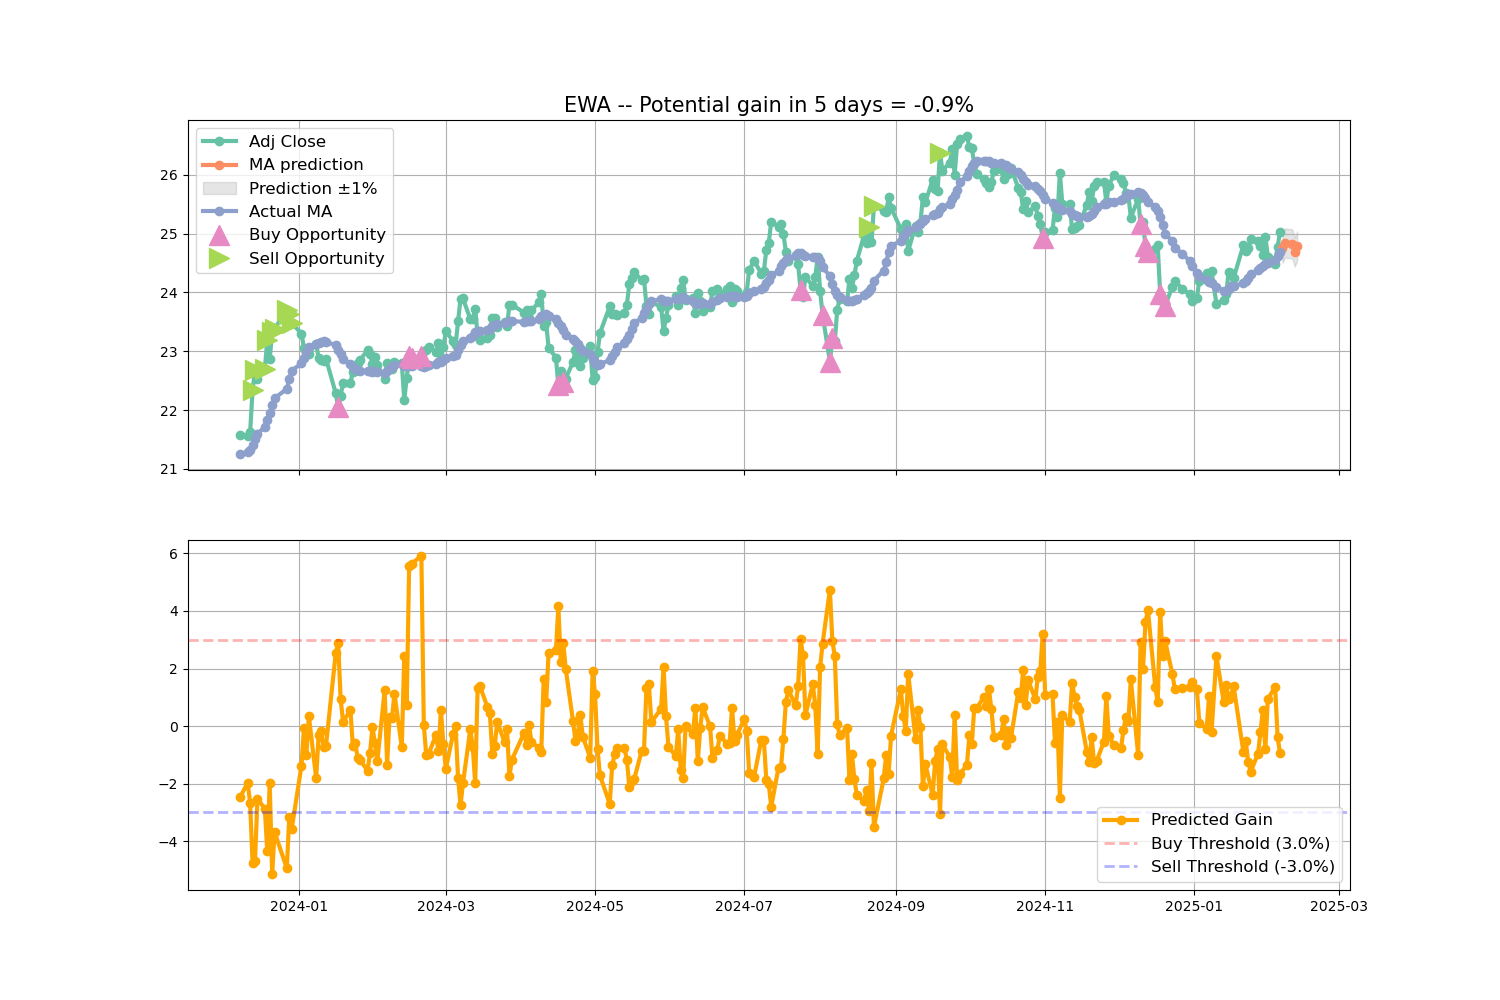 EWA -- Potential gain in 5 days = -0.9%
Adj Close
MA prediction
Prediction ±1%
Actual MA
Buy Opportunity
Sell Opportunity
26
25
24
23
22
21
6
4
2
0
−2
−4
Predicted Gain
Buy Threshold (3.0%)
Sell Threshold (-3.0%)
2024-01 2024-03 2024-05 2024-07 2024-09 2024-11 2025-01 2025-03